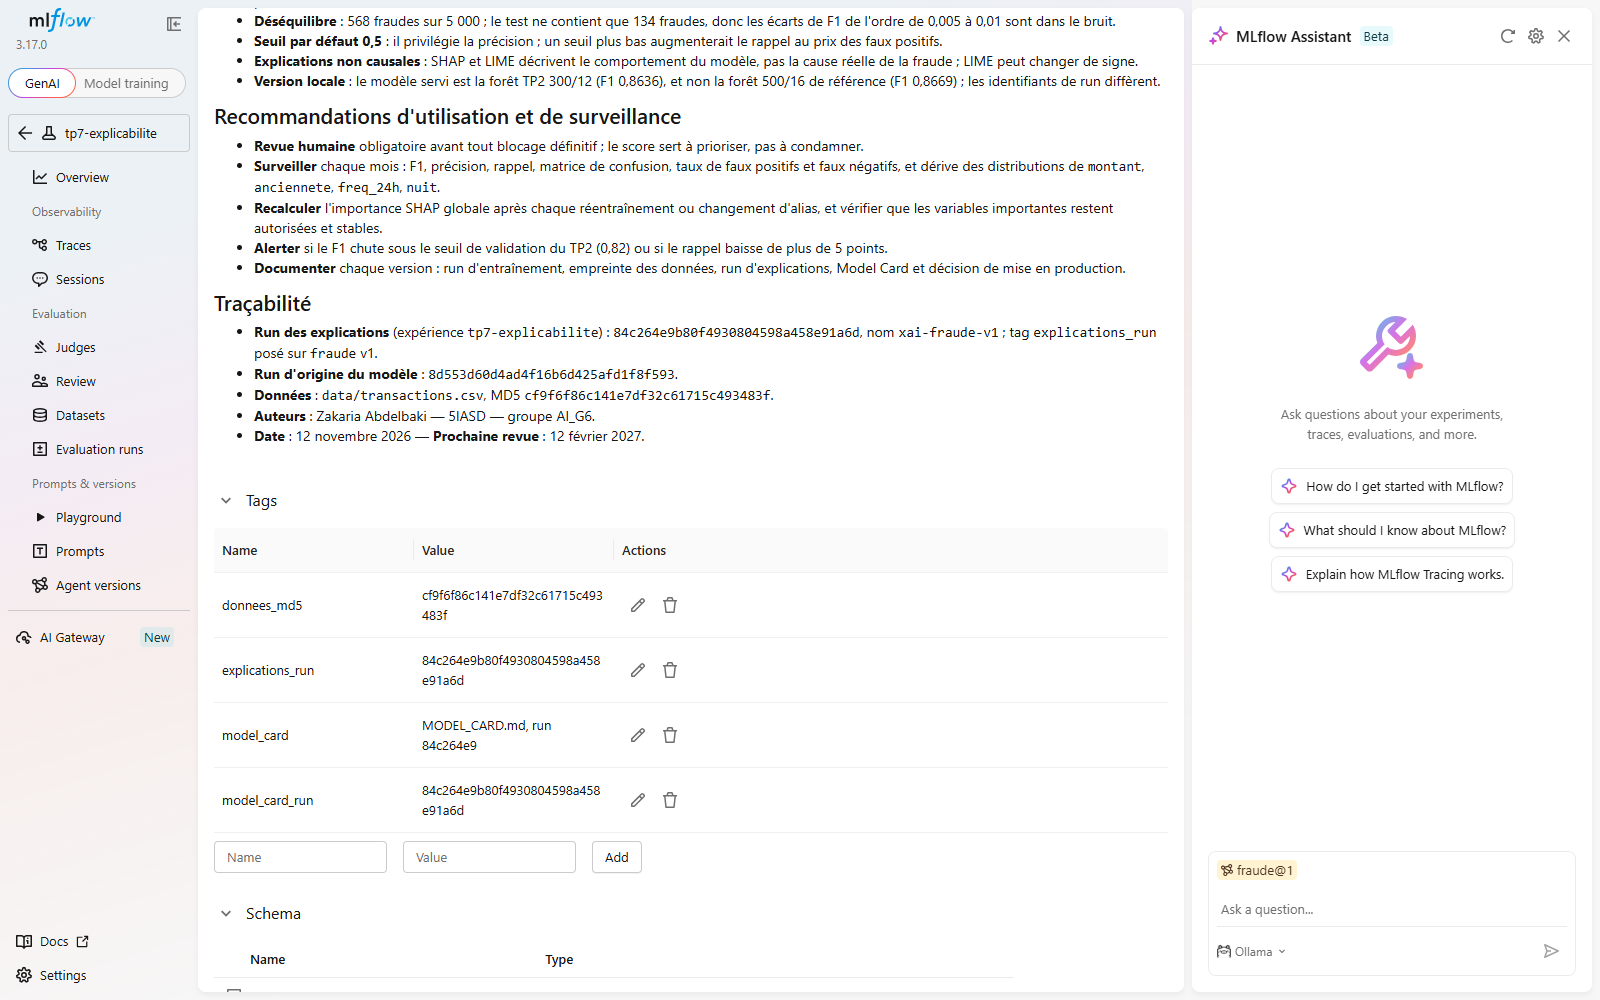 mlflow
3.17.0
GenAI
Model training
tp7-explicabilite
Overview
Observability
Traces
Sessions
Evaluation
Judges
Review
Datasets
Evaluation runs
Prompts & versions
Playground
Prompts
Agent versions
AI Gateway
New
Docs
Settings
Déséquilibre : 568 fraudes sur 5 000 ; le test ne contient que 134 fraudes, donc les écarts de F1 de l'ordre de 0,005 à 0,01 sont dans le bruit.
Seuil par défaut 0,5 : il privilégie la précision ; un seuil plus bas augmenterait le rappel au prix des faux positifs.
Explications non causales : SHAP et LIME décrivent le comportement du modèle, pas la cause réelle de la fraude ; LIME peut changer de signe.
Version locale : le modèle servi est la forêt TP2 300/12 (F1 0,8636), et non la forêt 500/16 de référence (F1 0,8669) ; les identifiants de run diffèrent.
Recommandations d'utilisation et de surveillance
Revue humaine obligatoire avant tout blocage définitif ; le score sert à prioriser, pas à condamner.
Surveiller chaque mois : F1, précision, rappel, matrice de confusion, taux de faux positifs et faux négatifs, et dérive des distributions de montant,
anciennete, freq_24h, nuit.
Recalculer l'importance SHAP globale après chaque réentraînement ou changement d'alias, et vérifier que les variables importantes restent
autorisées et stables.
Alerter si le F1 chute sous le seuil de validation du TP2 (0,82) ou si le rappel baisse de plus de 5 points.
Documenter chaque version : run d'entraînement, empreinte des données, run d'explications, Model Card et décision de mise en production.
Traçabilité
Run des explications (expérience tp7-explicabilite) : 84c264e9b80f4930804598a458e91a6d, nom xai-fraude-v1 ; tag explications_run
posé sur fraude v1.
Run d'origine du modèle : 8d553d60d4ad4f16b6d425afd1f8f593.
Données : data/transactions.csv, MD5 cf9f6f86c141e7df32c61715c493483f.
Auteurs : Zakaria Abdelbaki — 5IASD — groupe AI_G6.
Date : 12 novembre 2026 — Prochaine revue : 12 février 2027.
Tags
Name Value Actions
donnees_md5
cf9f6f86c141e7df32c61715c493
483f
explications_run
84c264e9b80f4930804598a458
e91a6d
model_card
MODEL_CARD.md, run
84c264e9
model_card_run
84c264e9b80f4930804598a458
e91a6d
Name Value Add
Schema
Name Type
MLflow Assistant Beta
Ask questions about your experiments,
traces, evaluations, and more.
How do I get started with MLflow?
What should I know about MLflow?
Explain how MLflow Tracing works.
fraude@1
Ask a question...
Ollama